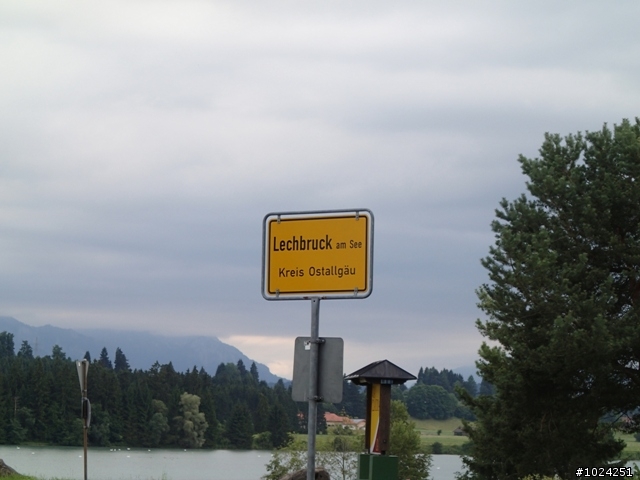 Lechbruck am See
Kreis Ostallgäu
#1024251